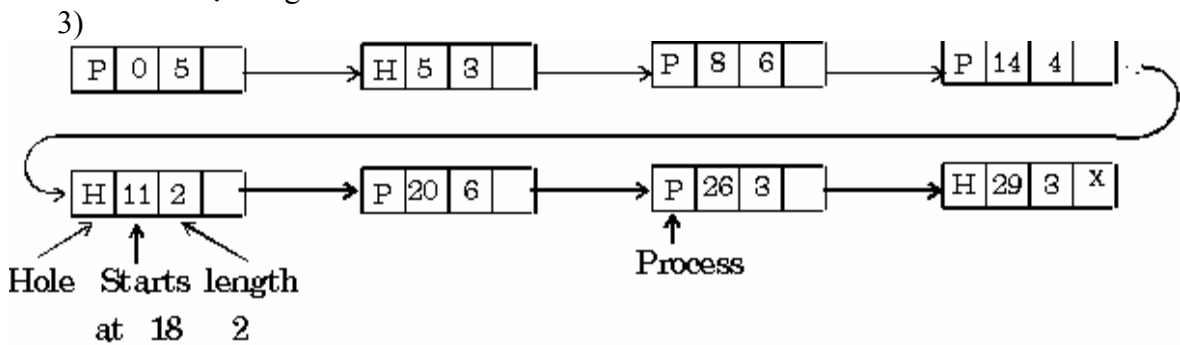 3)
P 0 5 H 5 3 P 8 6 P 14 4
H 11 2 P 20 6 P 26 3 H 29 3 X
Process
Hole Starts length
at 18 2